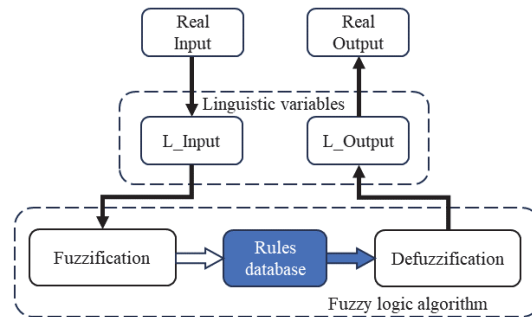 Real
Input
Real
Output
Linguistic variables
L_Input
L_Output
Fuzzification
Rules
database
Defuzzification
Fuzzy logic algorithm